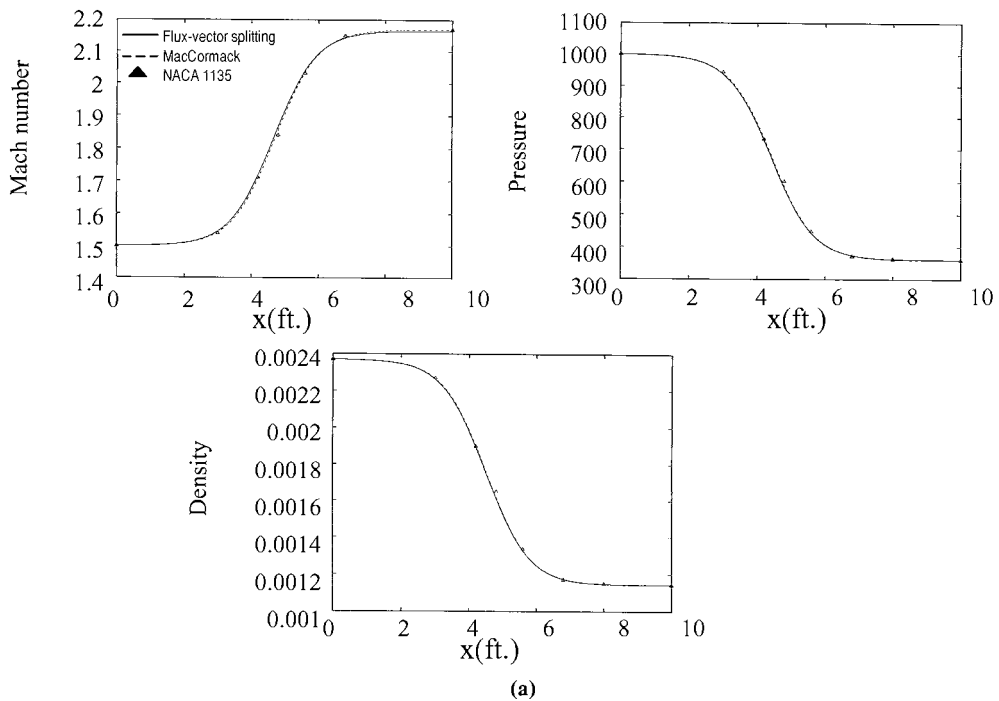 2.2
2.1
2
1.9
1.8
1.7
1.6
1.5
1.4
Mach number
Flux-vector splitting
MacCormack
NACA 1135
0 2 4 6 8 10
x(ft.)
1100
1000
900
800
700
600
500
400
300
Pressure
0 2 4 6 8 10
x(ft.)
0.0024
0.0022
0.002
0.0018
0.0016
0.0014
0.0012
0.001
Density
0 2 4 6 8 10
x(ft.)
(a)